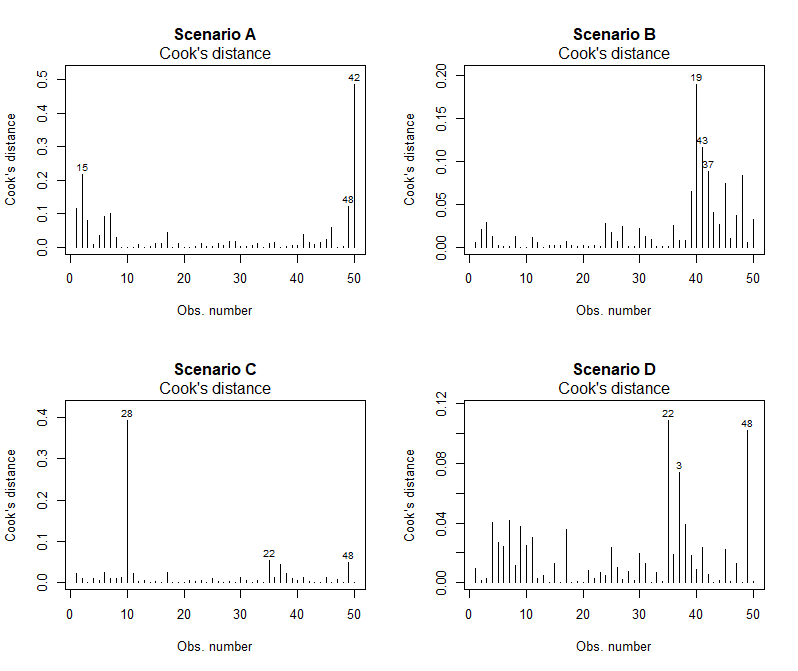 Scenario A
Cook's distance
Cook's distance
0.0 0.1 0.2 0.3 0.4 0.5
15
48
42
0 10 20 30 40 50
Obs. number
Scenario B
Cook's distance
Cook's distance
0.00 0.05 0.10 0.15 0.20
19
43
37
0 10 20 30 40 50
Obs. number
Scenario C
Cook's distance
Cook's distance
0.0 0.1 0.2 0.3 0.4
28
22
48
0 10 20 30 40 50
Obs. number
Scenario D
Cook's distance
Cook's distance
0.00 0.04 0.08 0.12
22
3
48
0 10 20 30 40 50
Obs. number